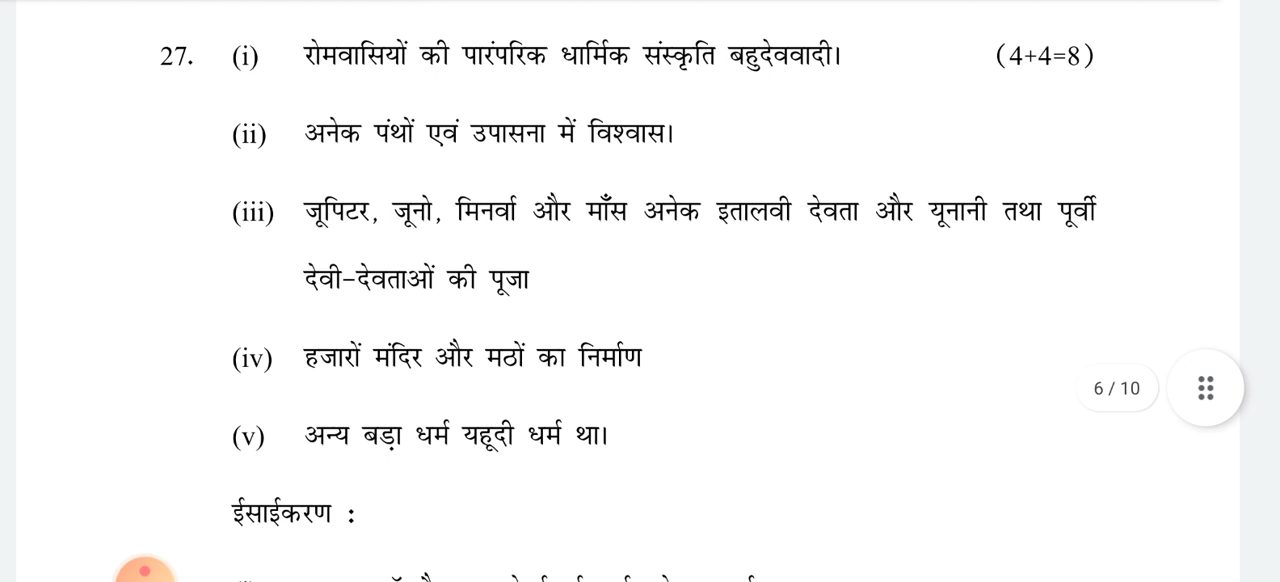 27. (i) रोमवासियों की पारंपरिक धार्मिक संस्कृति बहुदेववादी। (4+4=8)
(ii) अनेक पंथों एवं उपासना में विश्वास।
(iii) जूपिटर, जूनो, मिनर्वा और माँस अनेक इतालवी देवता और यूनानी तथा पूर्वी
देवी-देवताओं की पूजा
(iv) हजारों मंदिर और मठों का निर्माण
6 / 10
(v) अन्य बड़ा धर्म यहूदी धर्म था।
ईसाईकरण :